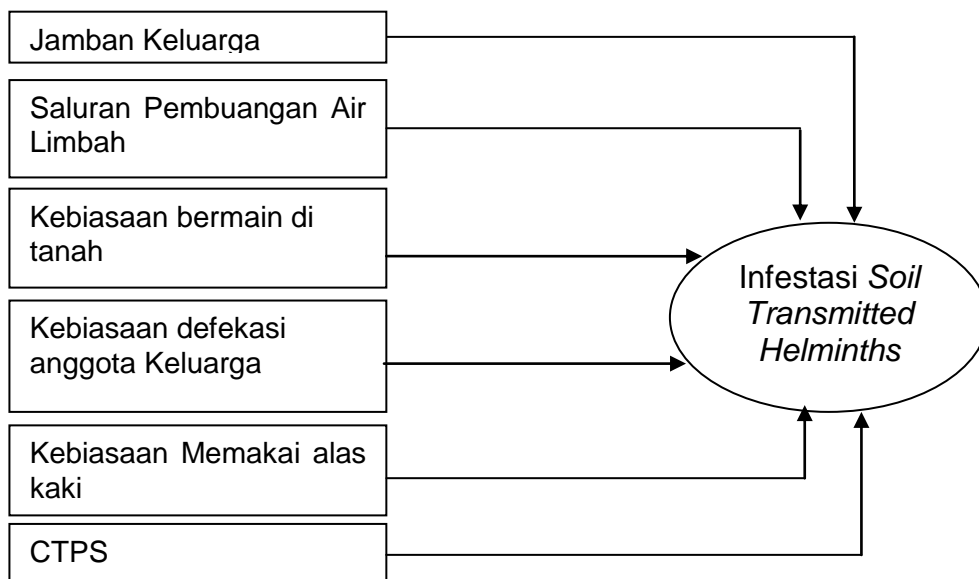 Jamban Keluarga
Saluran Pembuangan Air
Limbah
Kebiasaan bermain di
tanah
Kebiasaan defekasi
anggota Keluarga
Kebiasaan Memakai alas
kaki
CTPS
Infestasi Soil
Transmitted
Helminths